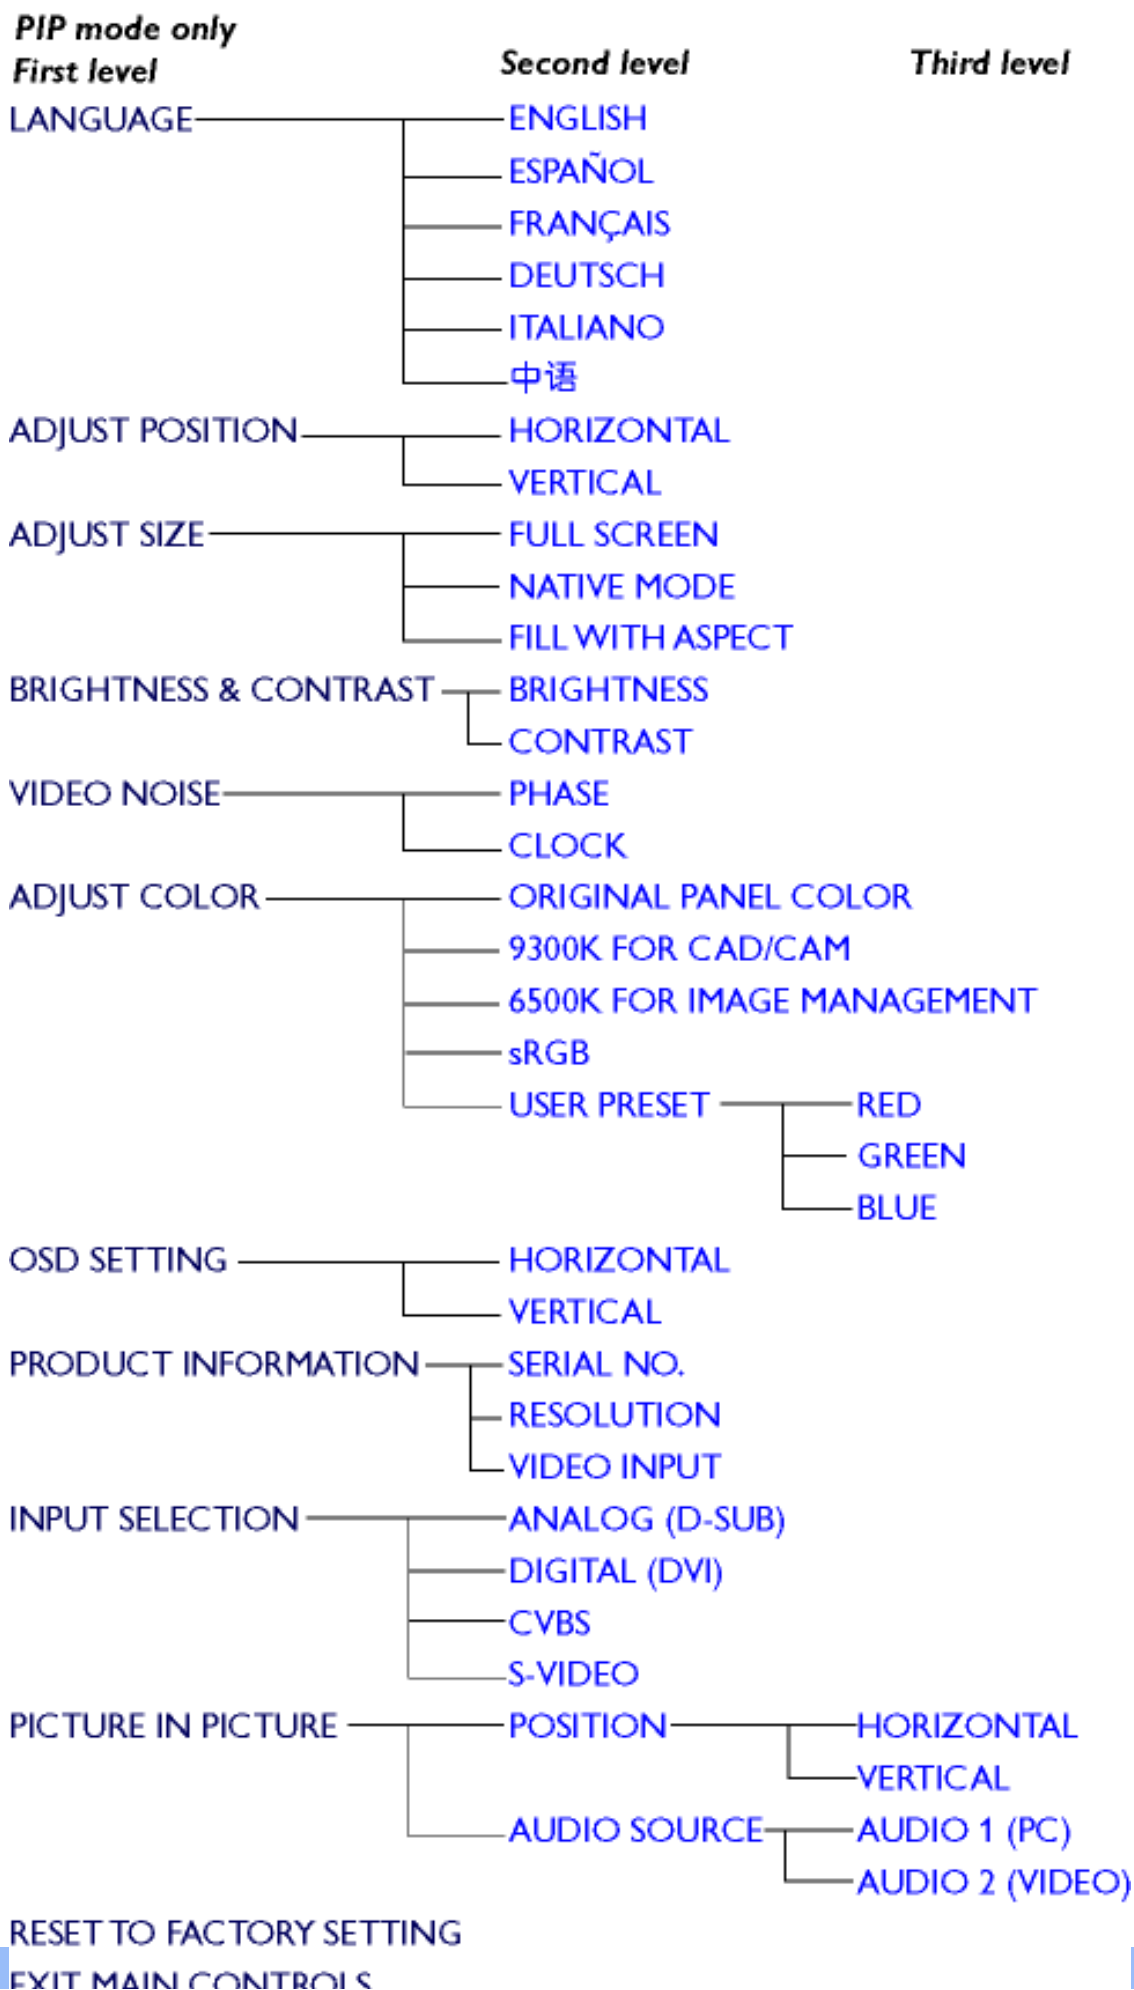 PIP mode only
First level Second level Third level
LANGUAGE ENGLISH
ESPAÑOL
FRANÇAIS
DEUTSCH
ITALIANO
中语
ADJUST POSITION HORIZONTAL
VERTICAL
ADJUST SIZE FULL SCREEN
NATIVE MODE
FILL WITH ASPECT
BRIGHTNESS & CONTRAST BRIGHTNESS
CONTRAST
VIDEO NOISE PHASE
CLOCK
ADJUST COLOR ORIGINAL PANEL COLOR
9300K FOR CAD/CAM
6500K FOR IMAGE MANAGEMENT
sRGB
USER PRESET RED
GREEN
BLUE
OSD SETTING HORIZONTAL
VERTICAL
PRODUCT INFORMATION SERIAL NO.
RESOLUTION
VIDEO INPUT
INPUT SELECTION ANALOG (D-SUB)
DIGITAL (DVI)
CVBS
S-VIDEO
PICTURE IN PICTURE POSITION HORIZONTAL
VERTICAL
AUDIO SOURCE AUDIO 1 (PC)
AUDIO 2 (VIDEO)
RESET TO FACTORY SETTING
EXIT MAIN CONTROLS